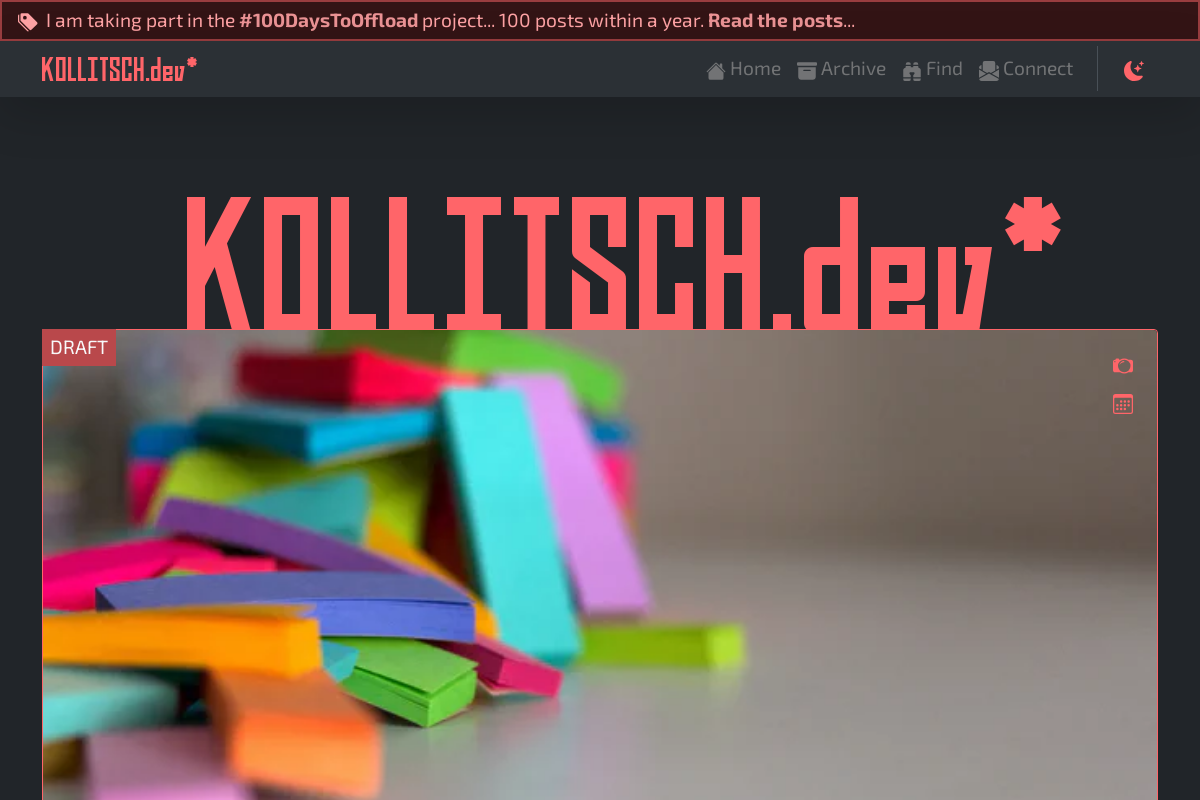 I am taking part in the #100DaysToOffload project... 100 posts within a year. Read the posts...
KOLLITSCH.dev*
Home Archive Find Connect
KOLLITSCH.dev*
DRAFT